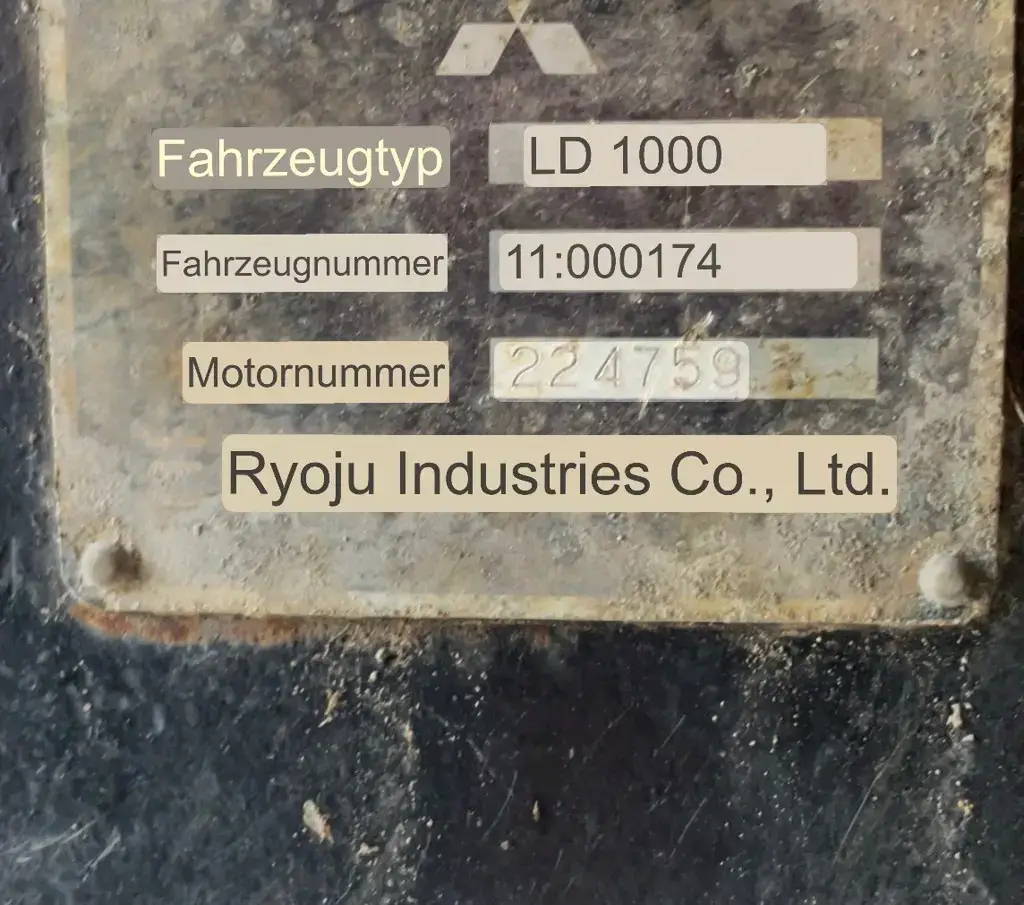 Fahrzeugtyp LD 1000
Fahrzeugnummer 11:000174
Motornummer 224759
Ryoju Industries Co., Ltd.